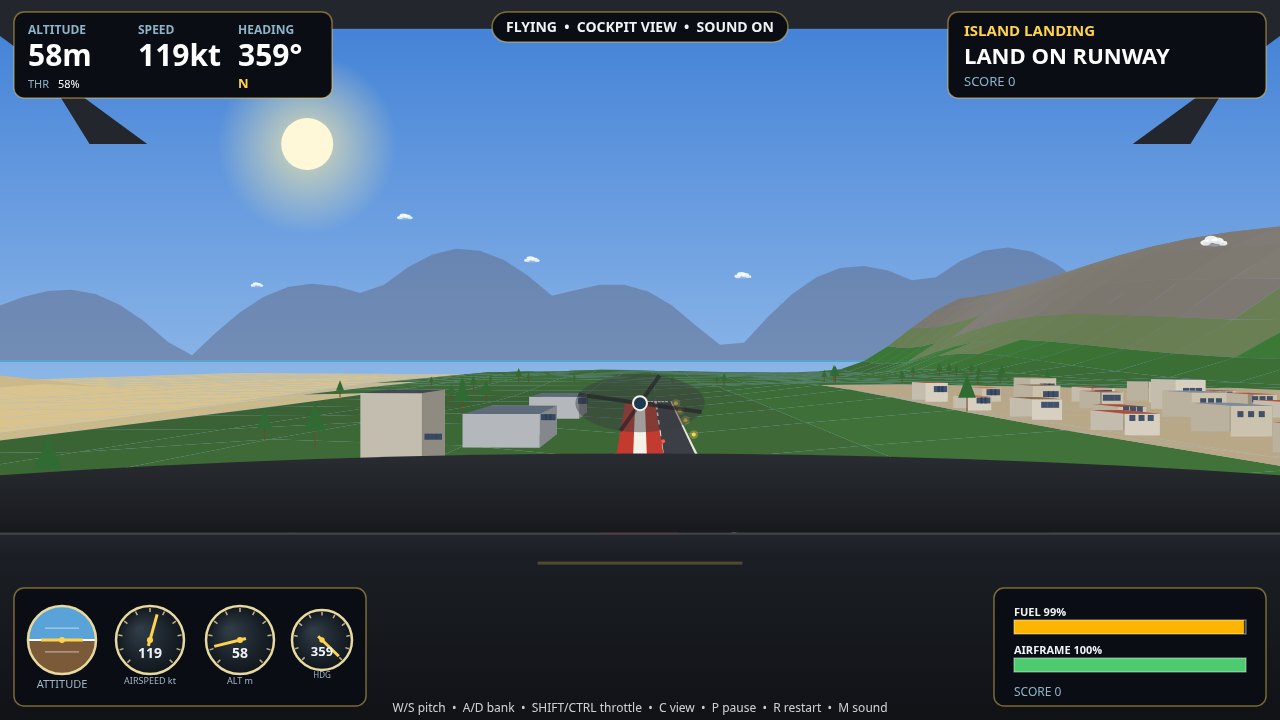 ALTITUDE SPEED HEADING
58m 119kt 359°
THR 58% N
FLYING • COCKPIT VIEW • SOUND ON
ISLAND LANDING
LAND ON RUNWAY
SCORE 0
119 58 359
ATTITUDE AIRSPEED kt ALT m HDG
FUEL 99%
AIRFRAME 100%
SCORE 0
W/S pitch • A/D bank • SHIFT/CTRL throttle • C view • P pause • R restart • M sound